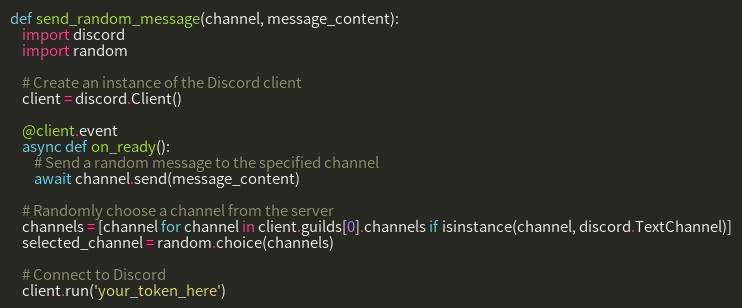 def send_random_message(channel, message_content):
    import discord
    import random

    # Create an instance of the Discord client
    client = discord.Client()

    @client.event
    async def on_ready():
        # Send a random message to the specified channel
        await channel.send(message_content)

    # Randomly choose a channel from the server
    channels = [channel for channel in client.guilds[0].channels if isinstance(channel, discord.TextChannel)]
    selected_channel = random.choice(channels)

    # Connect to Discord
    client.run('your_token_here')